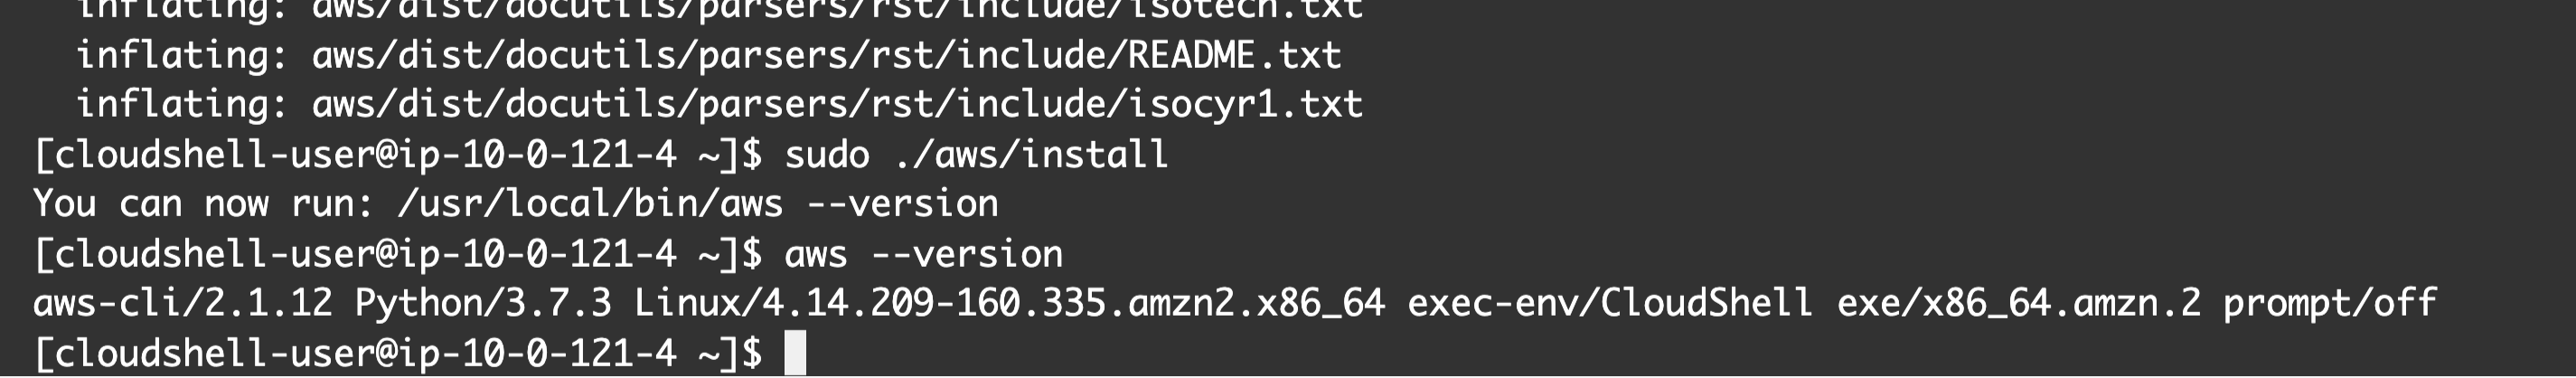 inflating: aws/dist/docutils/parsers/rst/include/isotech.txt
inflating: aws/dist/docutils/parsers/rst/include/README.txt
inflating: aws/dist/docutils/parsers/rst/include/isocyr1.txt
[cloudshell-user@ip-10-0-121-4 ~]$ sudo ./aws/install
You can now run: /usr/local/bin/aws --version
[cloudshell-user@ip-10-0-121-4 ~]$ aws --version
aws-cli/2.1.12 Python/3.7.3 Linux/4.14.209-160.335.amzn2.x86_64 exec-env/CloudShell exe/x86_64.amzn.2 prompt/off
[cloudshell-user@ip-10-0-121-4 ~]$